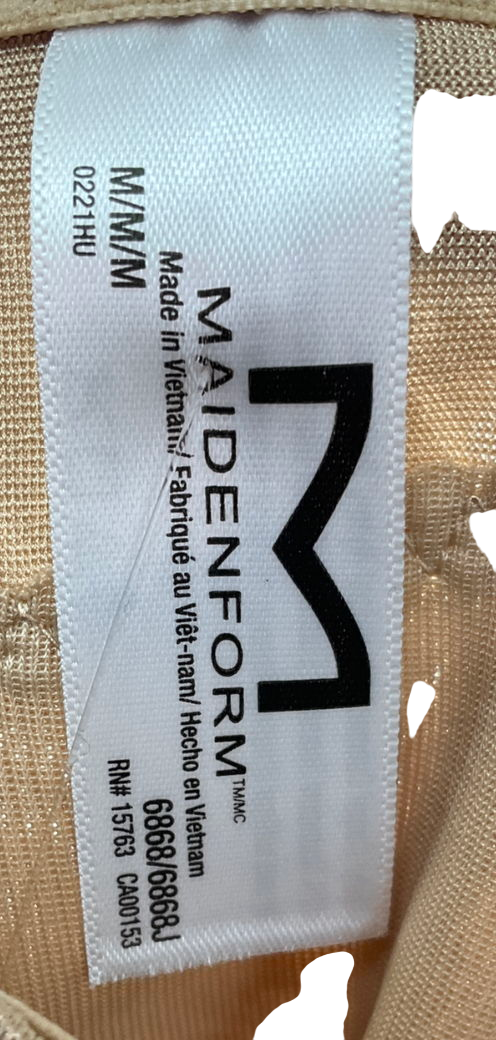 M
MAIDENFORM TM/MC
Made in Vietnam/ Fabriqué au Viêt-nam/ Hecho en Vietnam
M/M/M 6868/6868J
0221HU RN# 15763 CA00153